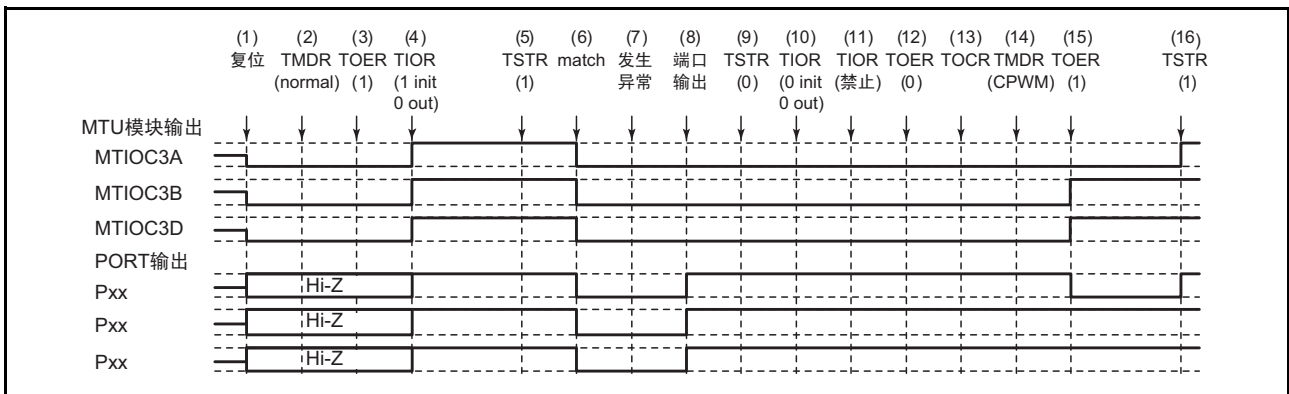 (1) (2) (3) (4) (5) (6) (7) (8) (9) (10) (11) (12) (13) (14) (15) (16)
复位 TMDR TOER TIOR TSTR match 发生 端口 TSTR TIOR TIOR TOER TOCR TMDR TOER TSTR
(normal) (1) (1 init (1) 异常 输出 (0) (0 init (禁止) (0) (CPWM) (1) (1)
0 out) 0 out)
MTU模块输出
MTIOC3A
MTIOC3B
MTIOC3D
PORT输出
Pxx Hi-Z
Pxx Hi-Z
Pxx Hi-Z